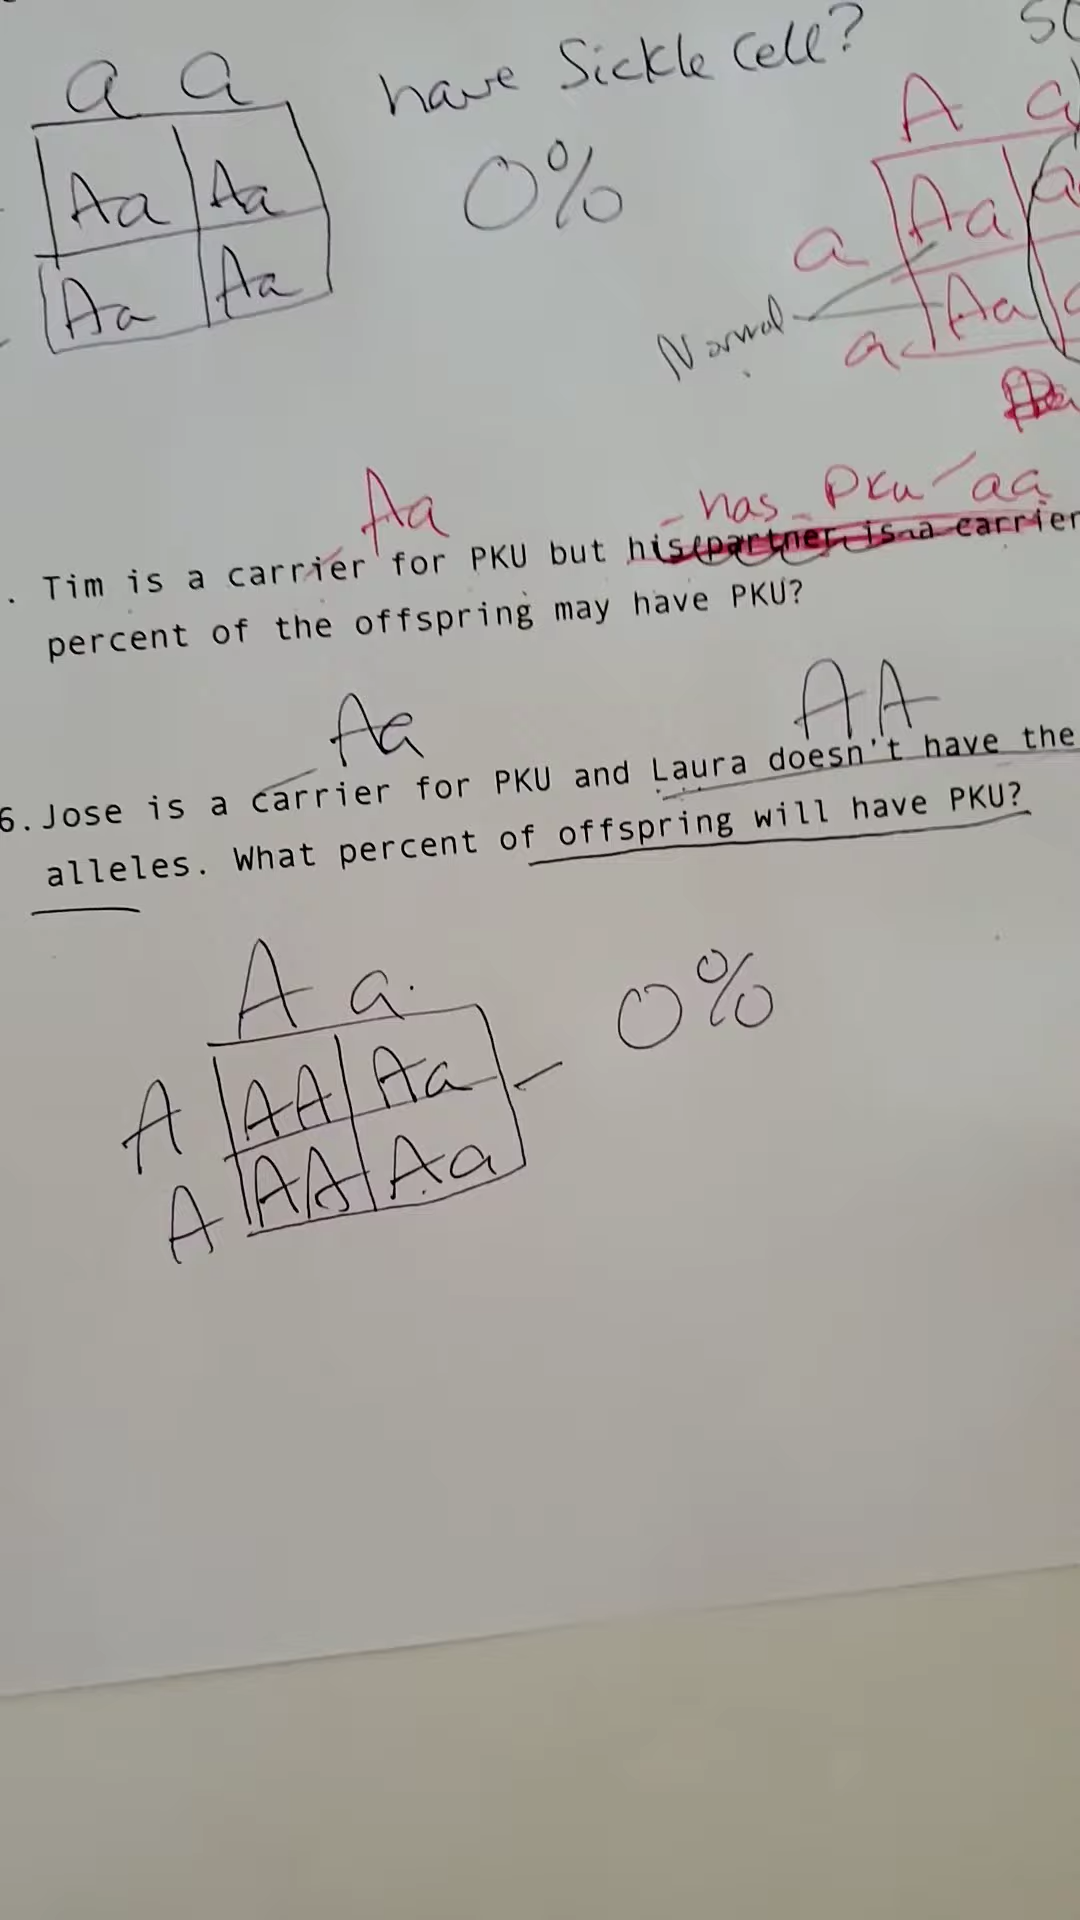 a a have Sickle Cell?
A
Aa Aa 0%
Aa Aa
a Aa
Normal
a Aa
Aa - has PKU aa
Tim is a carrier for PKU but his partner is a carrier
percent of the offspring may have PKU?
Aa AA
6. Jose is a carrier for PKU and Laura doesn't have the
alleles. What percent of offspring will have PKU?
A a
0%
A AA Aa
A AA Aa